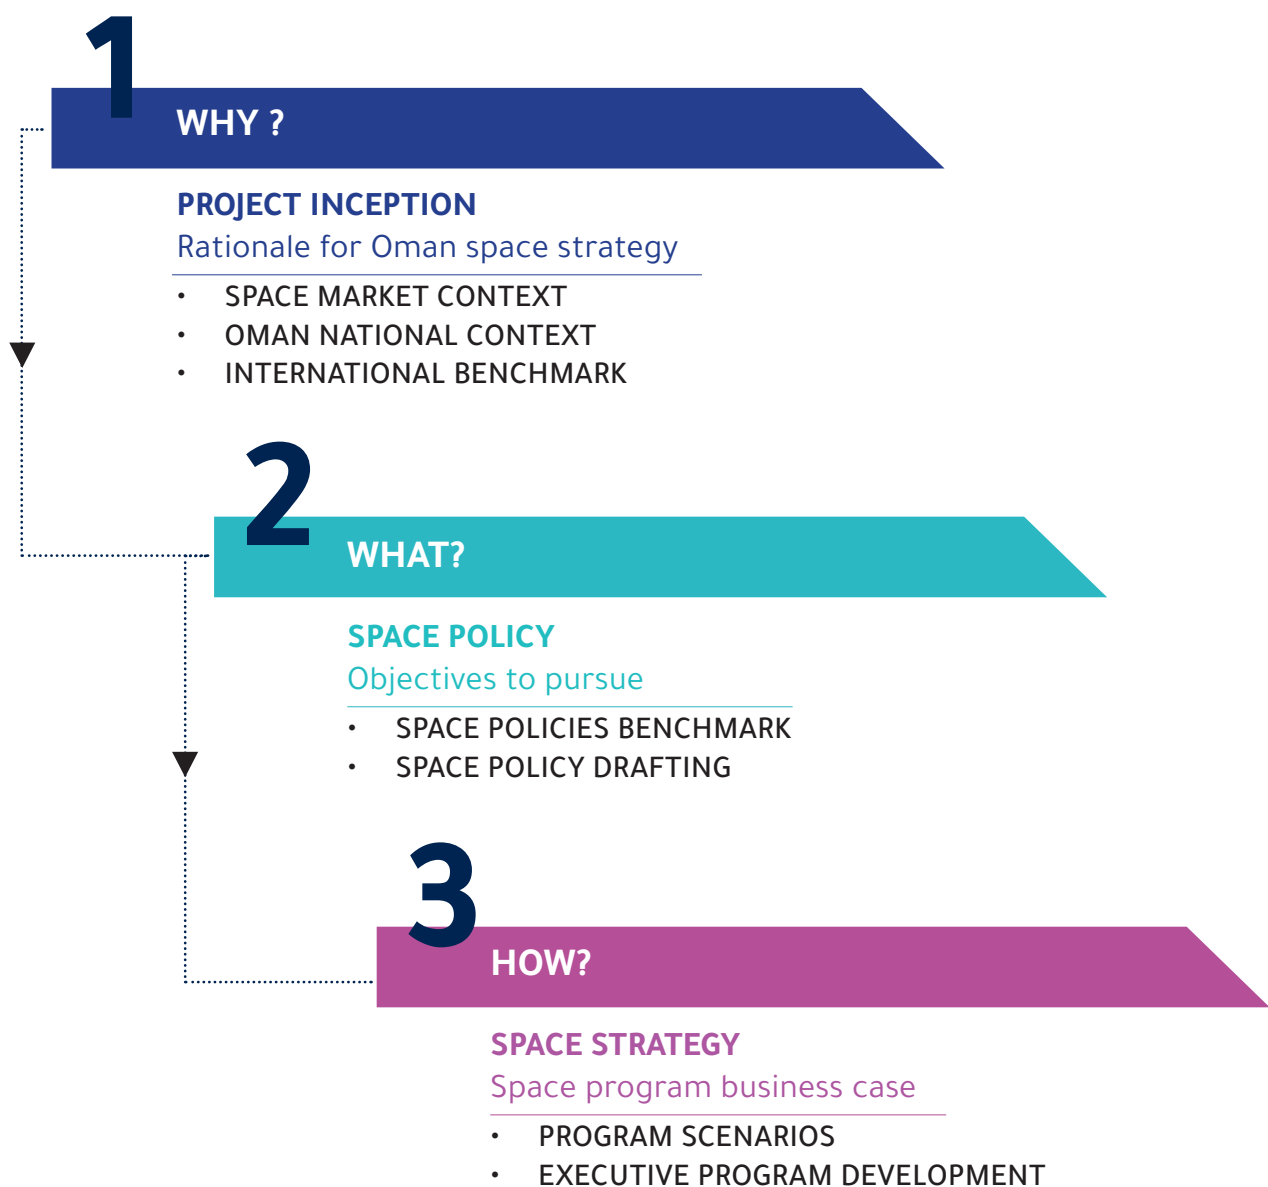 1
WHY ?
PROJECT INCEPTION
Rationale for Oman space strategy
• SPACE MARKET CONTEXT
• OMAN NATIONAL CONTEXT
• INTERNATIONAL BENCHMARK
2
WHAT?
SPACE POLICY
Objectives to pursue
• SPACE POLICIES BENCHMARK
• SPACE POLICY DRAFTING
3
HOW?
SPACE STRATEGY
Space program business case
• PROGRAM SCENARIOS
• EXECUTIVE PROGRAM DEVELOPMENT